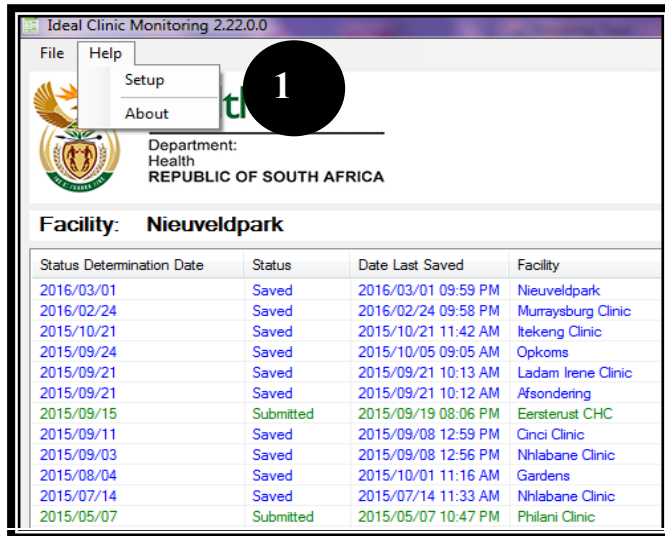 Ideal Clinic Monitoring 2.22.0.0
File Help
Setup
About
1
Department:
Health
REPUBLIC OF SOUTH AFRICA
Facility: Nieuveldpark
Status Determination Date Status Date Last Saved Facility
2016/03/01 Saved 2016/03/01 09:59 PM Nieuveldpark
2016/02/24 Saved 2016/02/24 09:58 PM Murraysburg Clinic
2015/10/21 Saved 2015/10/21 11:42 AM Itekeng Clinic
2015/09/24 Saved 2015/10/05 09:05 AM Opkoms
2015/09/21 Saved 2015/09/21 10:13 AM Ladam Irene Clinic
2015/09/21 Saved 2015/09/21 10:12 AM Afsondering
2015/09/15 Submitted 2015/09/19 08:06 PM Eersterust CHC
2015/09/11 Saved 2015/09/08 12:59 PM Cinci Clinic
2015/09/03 Saved 2015/09/08 12:56 PM Nhlabane Clinic
2015/08/04 Saved 2015/10/01 11:16 AM Gardens
2015/07/14 Saved 2015/07/14 11:33 AM Nhlabane Clinic
2015/05/07 Submitted 2015/05/07 10:47 PM Philani Clinic